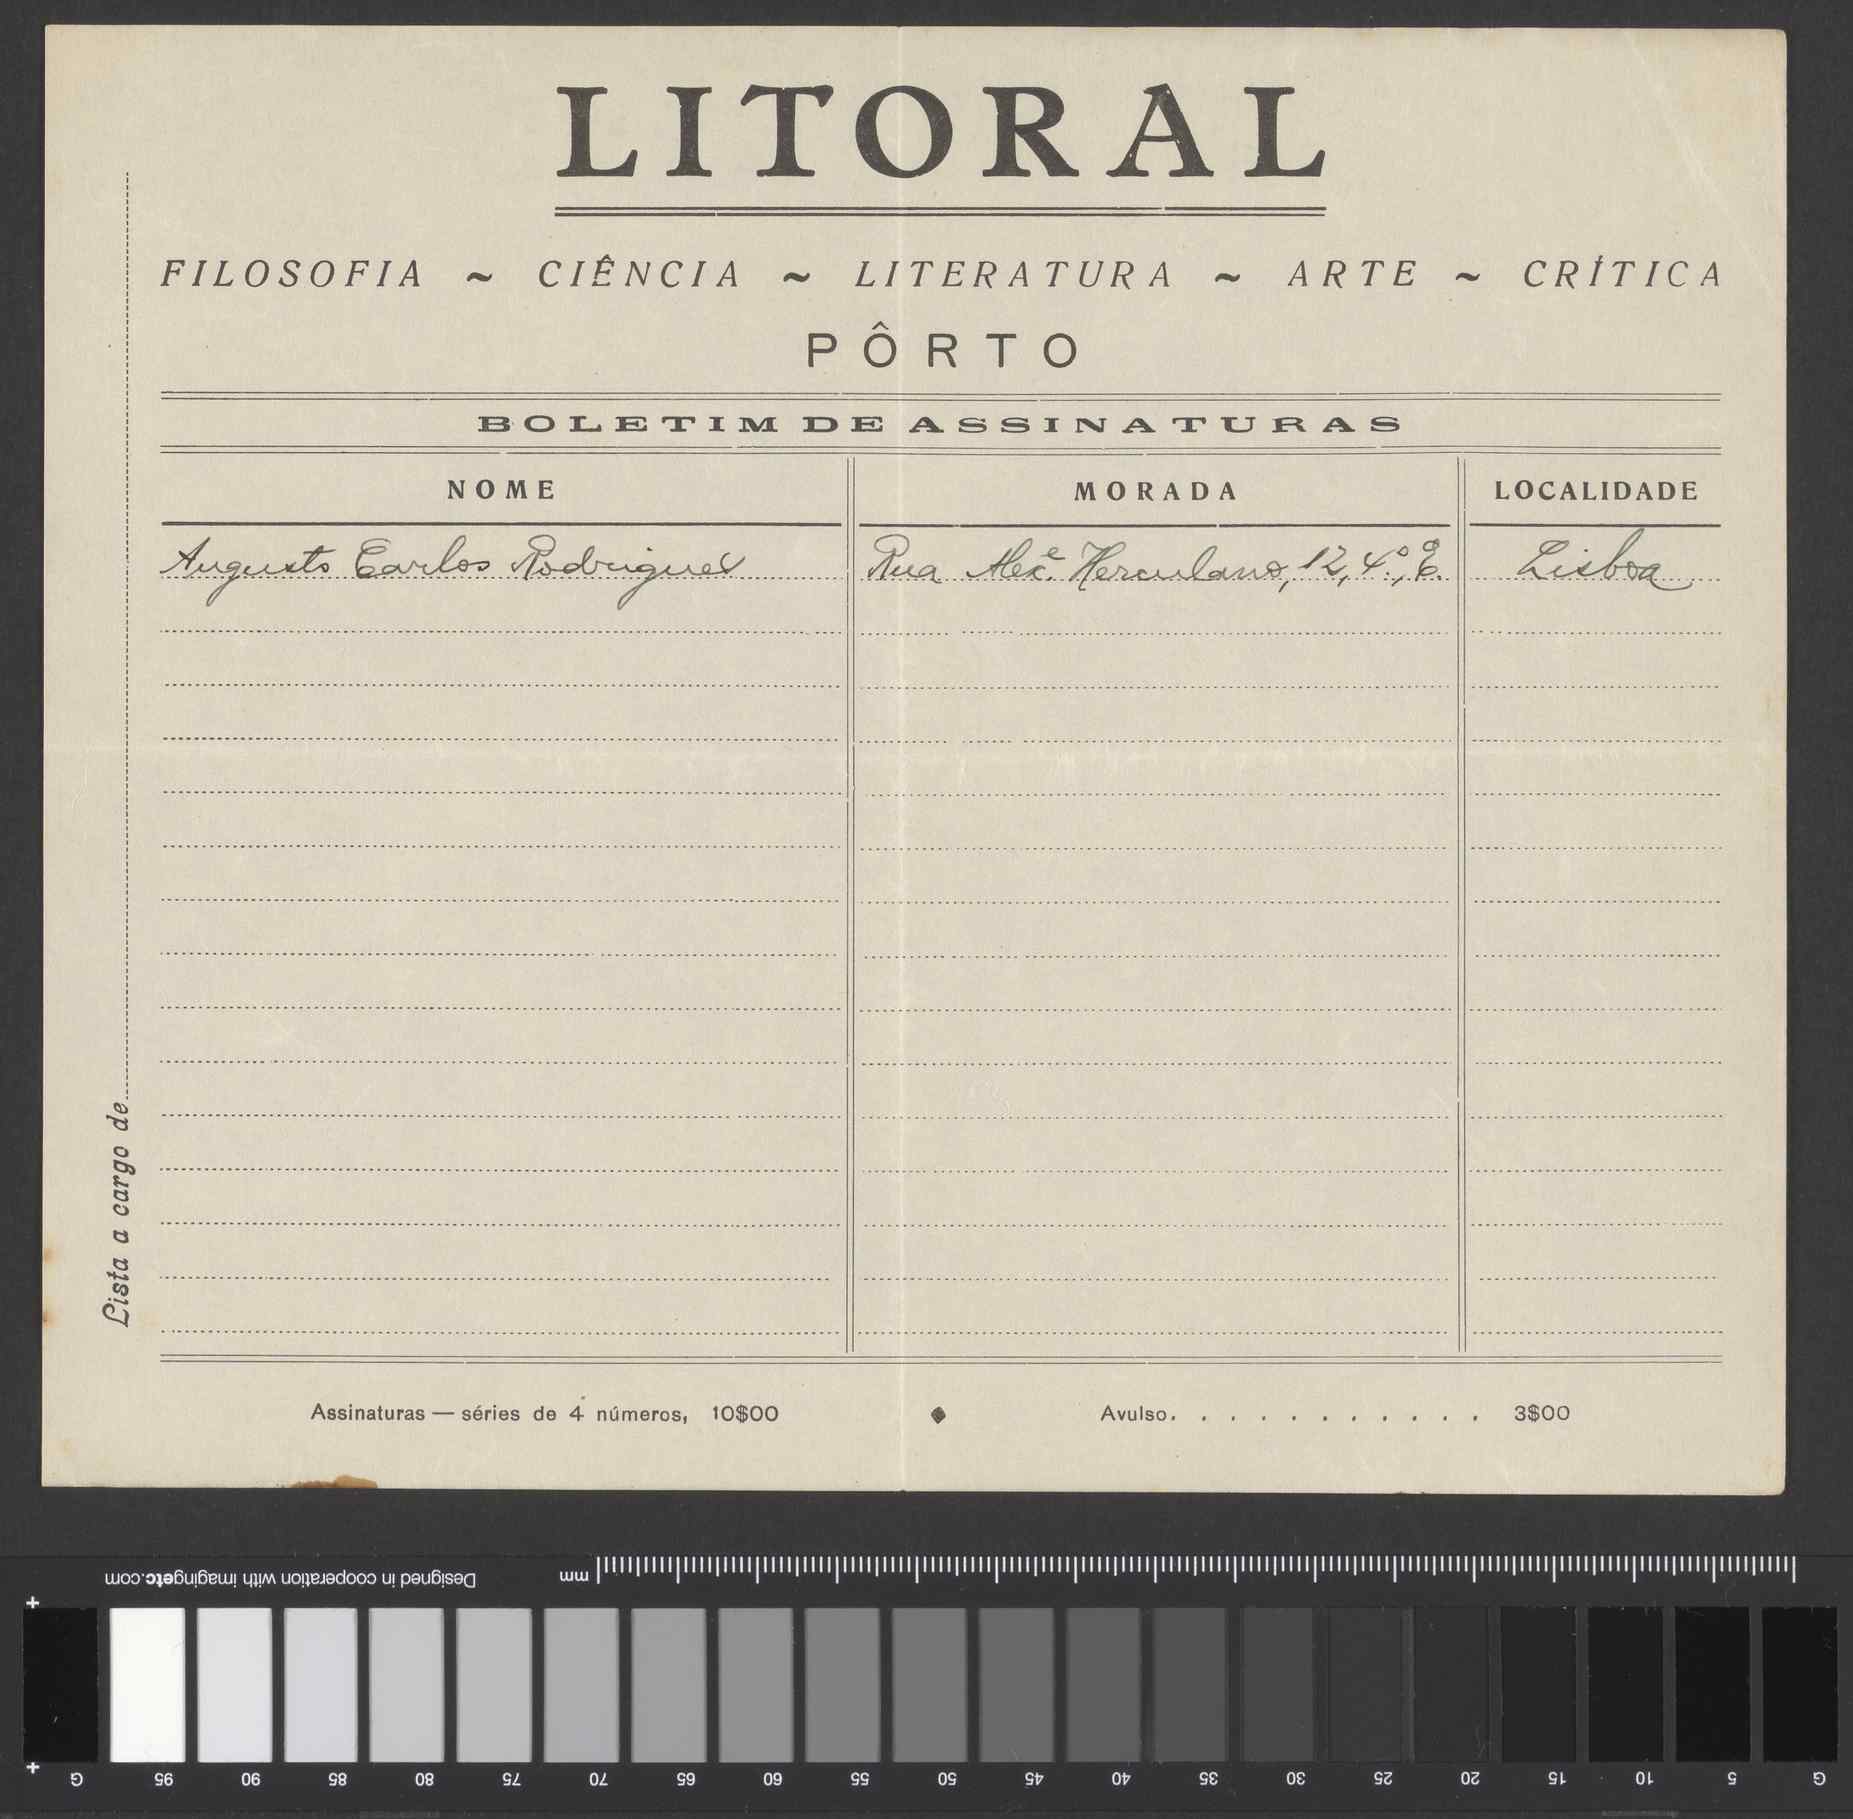 LITORAL
FILOSOFIA ~ CIÊNCIA ~ LITERATURA ~ ARTE ~ CRÍTICA
PÔRTO
BOLETIM DE ASSINATURAS
NOME MORADA LOCALIDADE
Augusto Carlos Rodrigues Rua Alex.e Herculano, 12, 4.º, E. Lisboa
Lista a cargo de
Assinaturas — séries de 4 números, 10$00 ◆ Avulso. . . . . . . . . . . . 3$00
Designed in cooperation with imagingetc.com mm
G 95 90 85 80 75 70 65 60 55 50 45 40 35 30 25 20 15 10 5 G